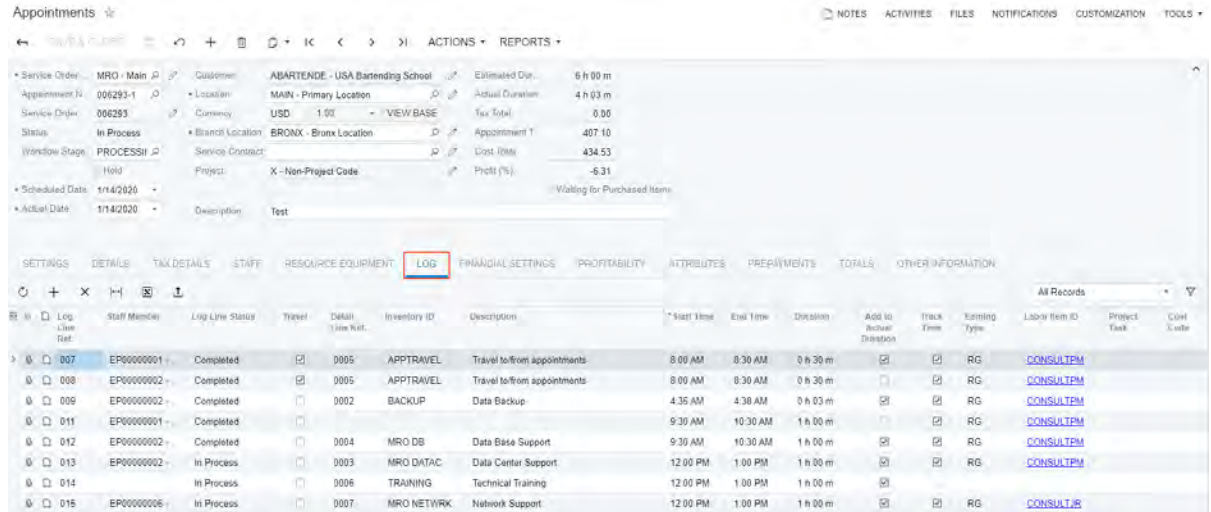 Appointments
NOTES ACTIVITIES FILES NOTIFICATIONS CUSTOMIZATION TOOLS
ACTIONS REPORTS
Service Order ... MRO - Main Customer: ABARTENDE - USA Bartending School Estimated Dur... 6 h 00 m
Appointment N... 006293-1 Location: MAIN - Primary Location Actual Duration: 4 h 03 m
Service Order 006293 Currency: USD 1.00 VIEW BASE Tax Total: 0.00
Status: In Process Branch Location: BRONX - Bronx Location Appointment T... 407.10
Workflow Stage: PROCESSI Service Contract: Cost Total: 434.53
Hold Project: X - Non-Project Code Profit (%): -6.31
Scheduled Date: 1/14/2020 Waiting for Purchased Items
Actual Date: 1/14/2020 Description: Test
SETTINGS DETAILS TAX DETAILS STAFF RESOURCE EQUIPMENT LOG FINANCIAL SETTINGS PROFITABILITY ATTRIBUTES PREPAYMENTS TOTALS OTHER INFORMATION
All Records
Log Line Ref. Staff Member Log Line Status Travel Detail Line Ref. Inventory ID Description *Start Time End Time Duration Add to Actual Duration Track Time Earning Type Labor Item ID Project Task Cost Code
007 EP00000001 - Completed 0005 APPTRAVEL Travel to/from appointments 8:00 AM 8:30 AM 0 h 30 m RG CONSULTPM
008 EP00000002 - Completed 0005 APPTRAVEL Travel to/from appointments 8:00 AM 8:30 AM 0 h 30 m RG CONSULTPM
009 EP00000002 - Completed 0002 BACKUP Data Backup 4:35 AM 4:38 AM 0 h 03 m RG CONSULTPM
011 EP00000001 - Completed 9:30 AM 10:30 AM 1 h 00 m RG CONSULTPM
012 EP00000002 - Completed 0004 MRO DB Data Base Support 9:30 AM 10:30 AM 1 h 00 m RG CONSULTPM
013 EP00000002 - In Process 0003 MRO DATAC Data Center Support 12:00 PM 1:00 PM 1 h 00 m RG CONSULTPM
014 In Process 0006 TRAINING Technical Training 12:00 PM 1:00 PM 1 h 00 m
015 EP00000006 - In Process 0007 MRO NETWRK Network Support 12:00 PM 1:00 PM 1 h 00 m RG CONSULTJR